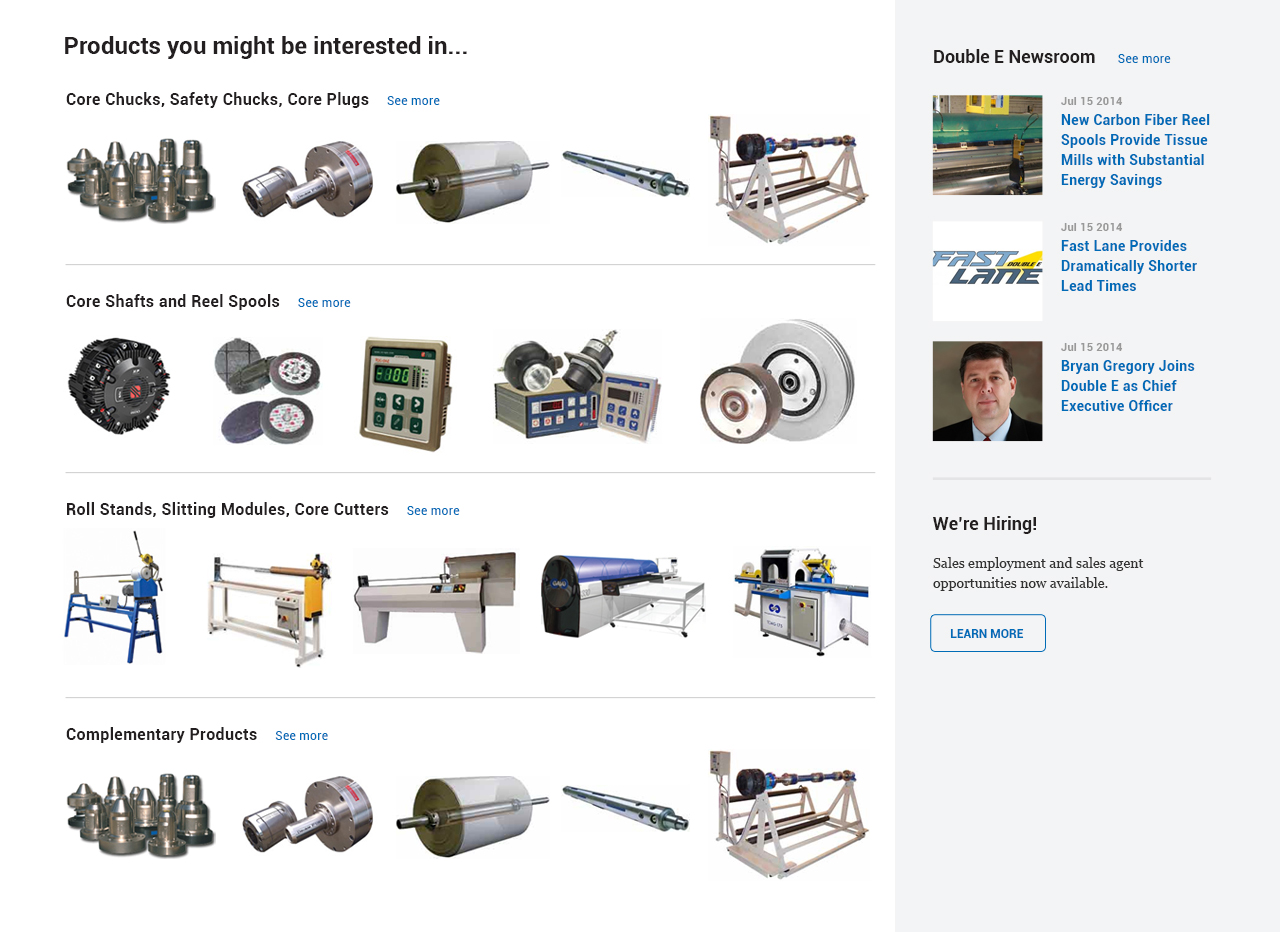 Products you might be interested in...
Core Chucks, Safety Chucks, Core Plugs See more
Core Shafts and Reel Spools See more
100
Roll Stands, Slitting Modules, Core Cutters See more
Complementary Products See more
Double E Newsroom See more
Jul 15 2014
New Carbon Fiber Reel
Spools Provide Tissue
Mills with Substantial
Energy Savings
FAST
DOUBLE E
LANE
Jul 15 2014
Fast Lane Provides
Dramatically Shorter
Lead Times
Jul 15 2014
Bryan Gregory Joins
Double E as Chief
Executive Officer
We're Hiring!
Sales employment and sales agent
opportunities now available.
LEARN MORE